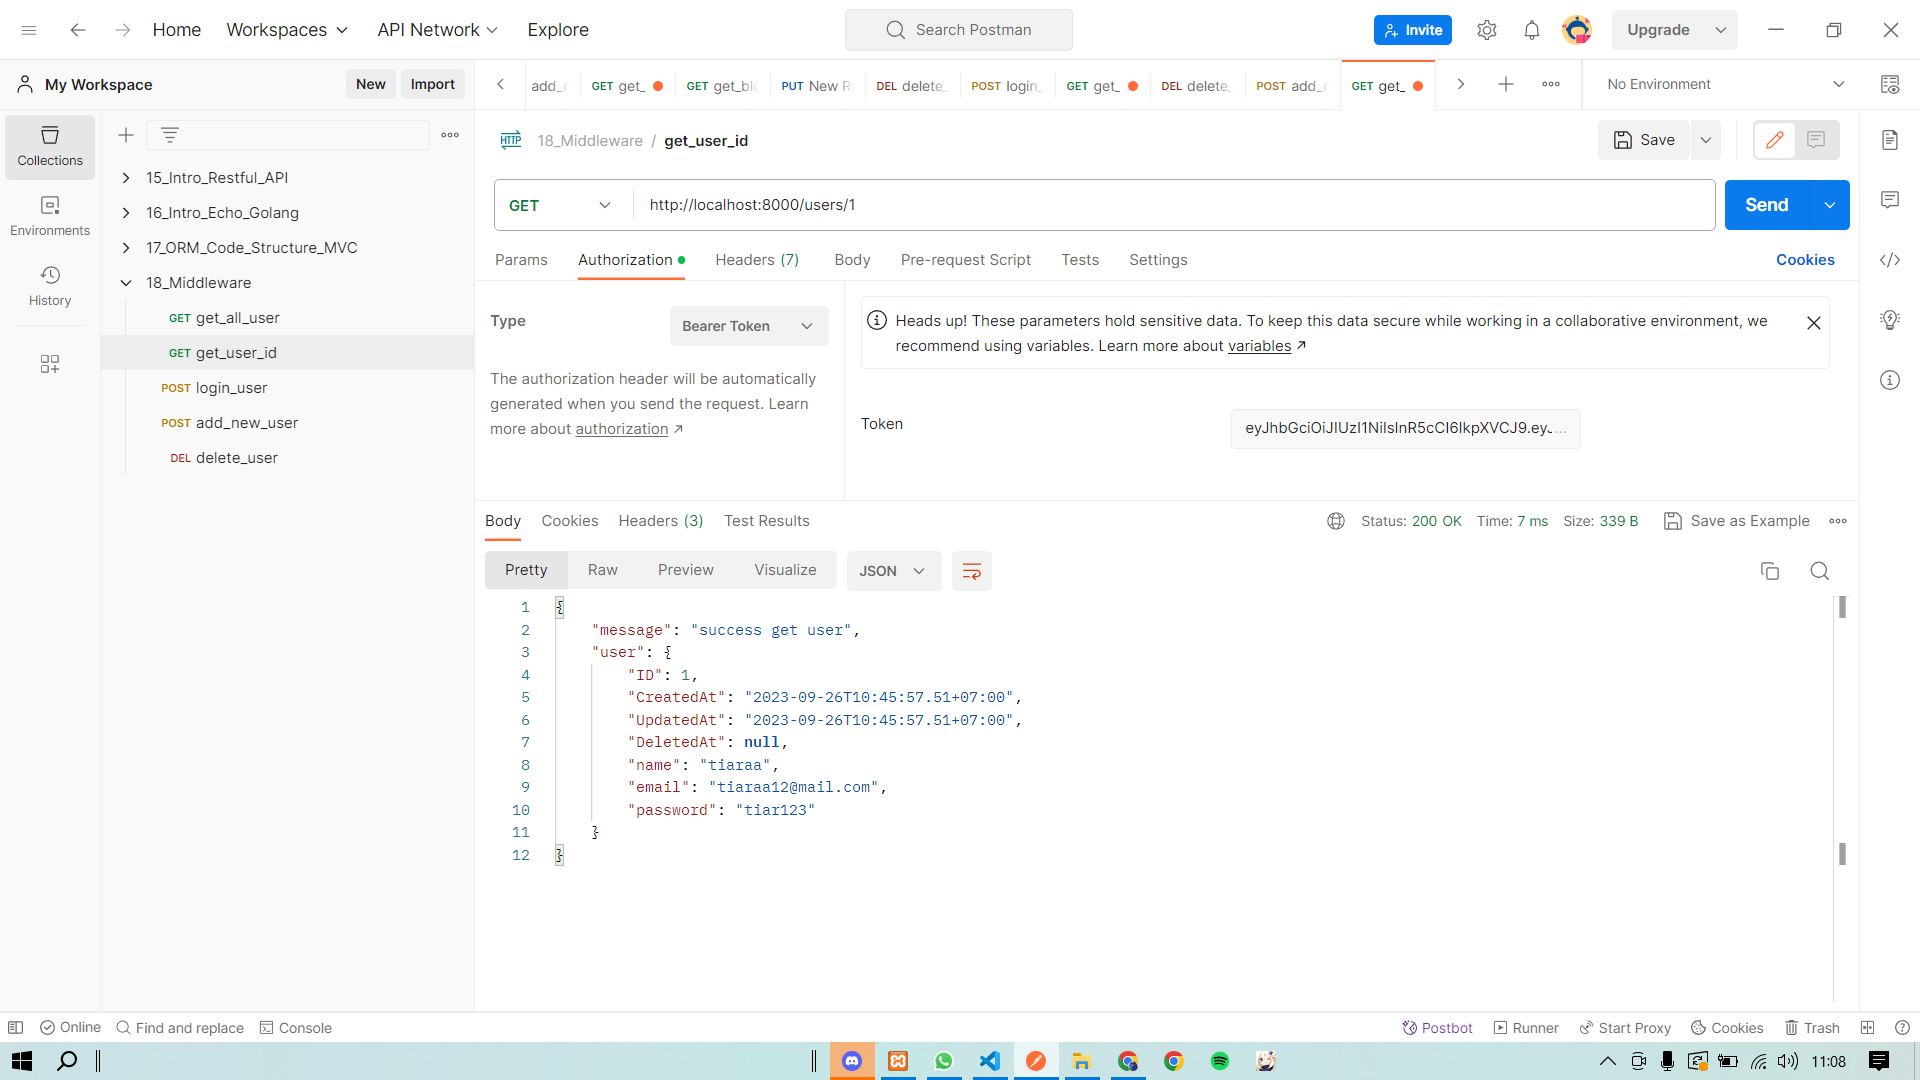 Home Workspaces API Network Explore Search Postman Invite Upgrade
My Workspace New Import
add_ GET get_ GET get_bl PUT New R DEL delete_ POST login_ GET get_ DEL delete_ POST add_ GET get_ No Environment
Collections
Environments
History
15_Intro_Restful_API
16_Intro_Echo_Golang
17_ORM_Code_Structure_MVC
18_Middleware
GET get_all_user
GET get_user_id
POST login_user
POST add_new_user
DEL delete_user
HTTP 18_Middleware / get_user_id Save
GET http://localhost:8000/users/1 Send
Params Authorization Headers (7) Body Pre-request Script Tests Settings Cookies
Type Bearer Token
The authorization header will be automatically
generated when you send the request. Learn
more about authorization ↗
Heads up! These parameters hold sensitive data. To keep this data secure while working in a collaborative environment, we
recommend using variables. Learn more about variables ↗
Token eyJhbGciOiJIUzI1NiIsInR5cCI6IkpXVCJ9.eyJ...
Body Cookies Headers (3) Test Results Status: 200 OK Time: 7 ms Size: 339 B Save as Example
Pretty Raw Preview Visualize JSON
1 {
2 "message": "success get user",
3 "user": {
4 "ID": 1,
5 "CreatedAt": "2023-09-26T10:45:57.51+07:00",
6 "UpdatedAt": "2023-09-26T10:45:57.51+07:00",
7 "DeletedAt": null,
8 "name": "tiaraa",
9 "email": "tiaraa12@mail.com",
10 "password": "tiar123"
11 }
12 }
Online Find and replace Console Postbot Runner Start Proxy Cookies Trash
11:08